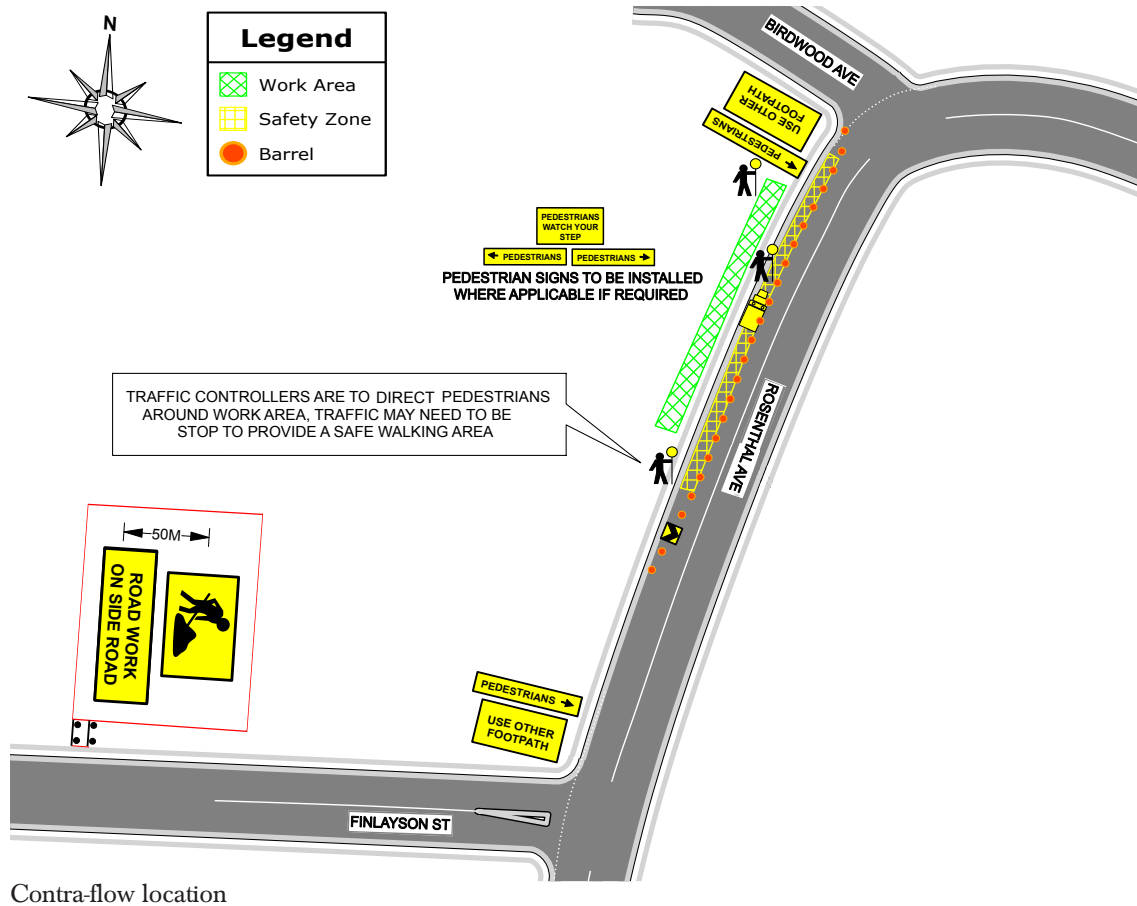 N
Legend
Work Area
Safety Zone
Barrel
BIRDWOOD AVE
USE OTHER
FOOTPATH
PEDESTRIANS
PEDESTRIANS
WATCH YOUR
STEP
PEDESTRIANS
PEDESTRIANS
PEDESTRIAN SIGNS TO BE INSTALLED
WHERE APPLICABLE IF REQUIRED
TRAFFIC CONTROLLERS ARE TO DIRECT PEDESTRIANS
AROUND WORK AREA, TRAFFIC MAY NEED TO BE
STOP TO PROVIDE A SAFE WALKING AREA
ROSENTHAL AVE
50M
ROAD WORK
ON SIDE ROAD
PEDESTRIANS
USE OTHER
FOOTPATH
FINLAYSON ST
Contra-flow location